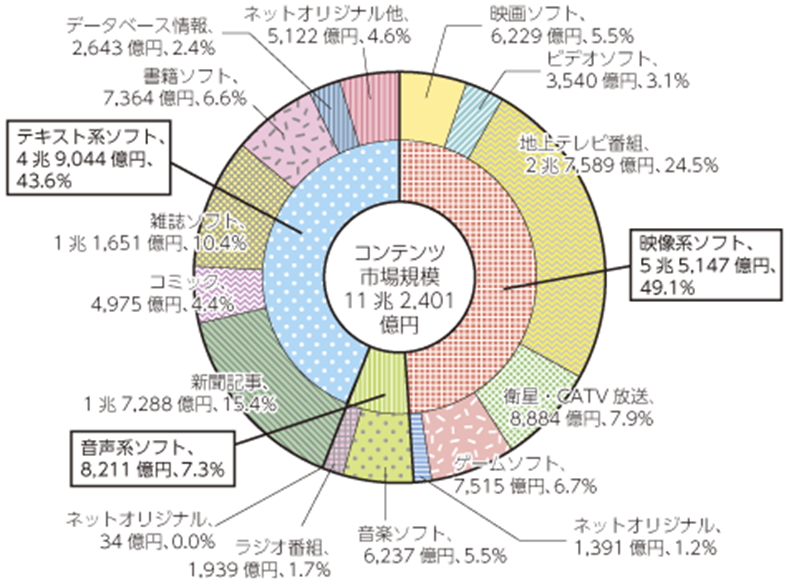 ネットオリジナル他、
5,122 億円、4.6%
映画ソフト、
6,229 億円、5.5%
データベース情報、
2,643 億円、2.4%
ビデオソフト、
3,540 億円、3.1%
書籍ソフト、
7,364 億円、6.6%
テキスト系ソフト、
4 兆 9,044 億円、
43.6%
地上テレビ番組、
2 兆 7,589 億円、24.5%
雑誌ソフト、
1 兆 1,651 億円、10.4%
コンテンツ
市場規模
11 兆 2,401
億円
映像系ソフト、
5 兆 5,147 億円、
49.1%
コミック、
4,975 億円、4.4%
新聞記事、
1 兆 7,288 億円、15.4%
衛星・CATV 放送、
8,884 億円、7.9%
音声系ソフト、
8,211 億円、7.3%
ゲームソフト、
7,515 億円、6.7%
ネットオリジナル、
34 億円、0.0%
ラジオ番組、
1,939 億円、1.7%
音楽ソフト、
6,237 億円、5.5%
ネットオリジナル、
1,391 億円、1.2%